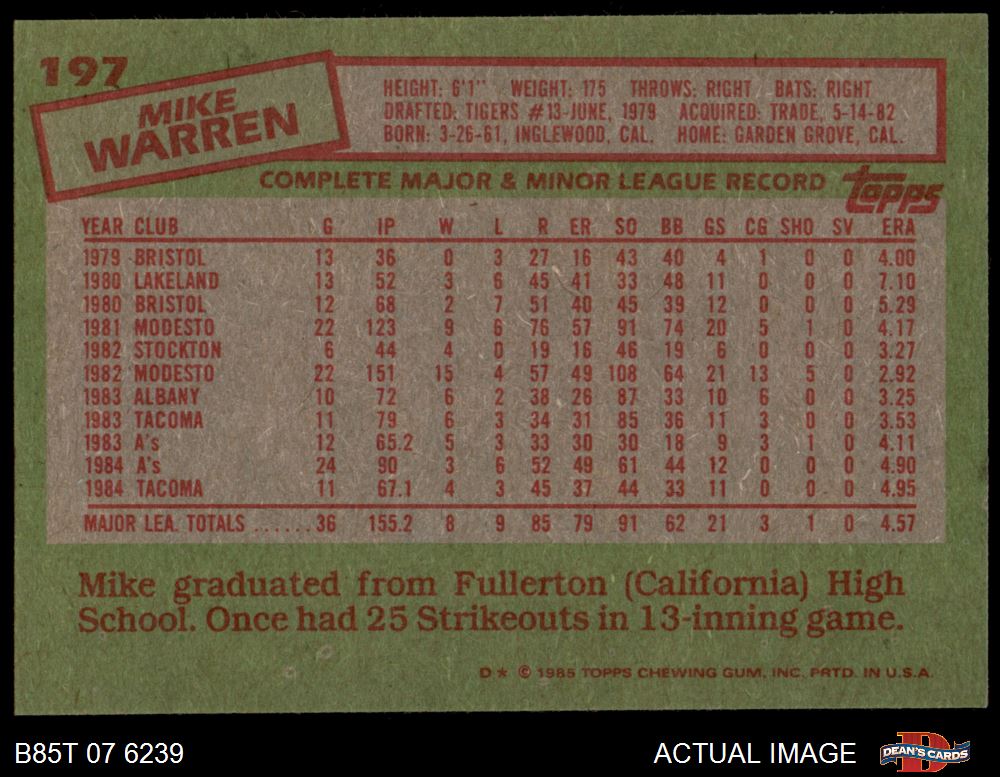 197
MIKE
WARREN
HEIGHT: 6'1" WEIGHT: 175 THROWS: RIGHT BATS: RIGHT
DRAFTED: TIGERS #13-JUNE, 1979 ACQUIRED: TRADE, 5-14-82
BORN: 3-26-61, INGLEWOOD, CAL. HOME: GARDEN GROVE, CAL.
COMPLETE MAJOR & MINOR LEAGUE RECORD topps
YEAR CLUB G IP W L R ER SO BB GS CG SHO SV ERA
1979 BRISTOL 13 36 0 3 27 16 43 40 4 1 0 0 4.00
1980 LAKELAND 13 52 3 6 45 41 33 48 11 0 0 0 7.10
1980 BRISTOL 12 68 2 7 51 40 45 39 12 0 0 0 5.29
1981 MODESTO 22 123 9 6 76 57 91 74 20 5 1 0 4.17
1982 STOCKTON 6 44 4 0 19 16 46 19 6 0 0 0 3.27
1982 MODESTO 22 151 15 4 57 49 108 64 21 13 5 0 2.92
1983 ALBANY 10 72 6 2 38 26 87 33 10 6 0 0 3.25
1983 TACOMA 11 79 6 3 34 31 85 36 11 3 0 0 3.53
1983 A's 12 65.2 5 3 33 30 30 18 9 3 1 0 4.11
1984 A's 24 90 3 6 52 49 61 44 12 0 0 0 4.90
1984 TACOMA 11 67.1 4 3 45 37 44 33 11 0 0 0 4.95
MAJOR LEA. TOTALS ......36 155.2 8 9 85 79 91 62 21 3 1 0 4.57
Mike graduated from Fullerton (California) High
School. Once had 25 Strikeouts in 13-inning game.
D * © 1985 TOPPS CHEWING GUM, INC. PRTD. IN U.S.A.
B85T 07 6239 ACTUAL IMAGE DEAN'S CARDS